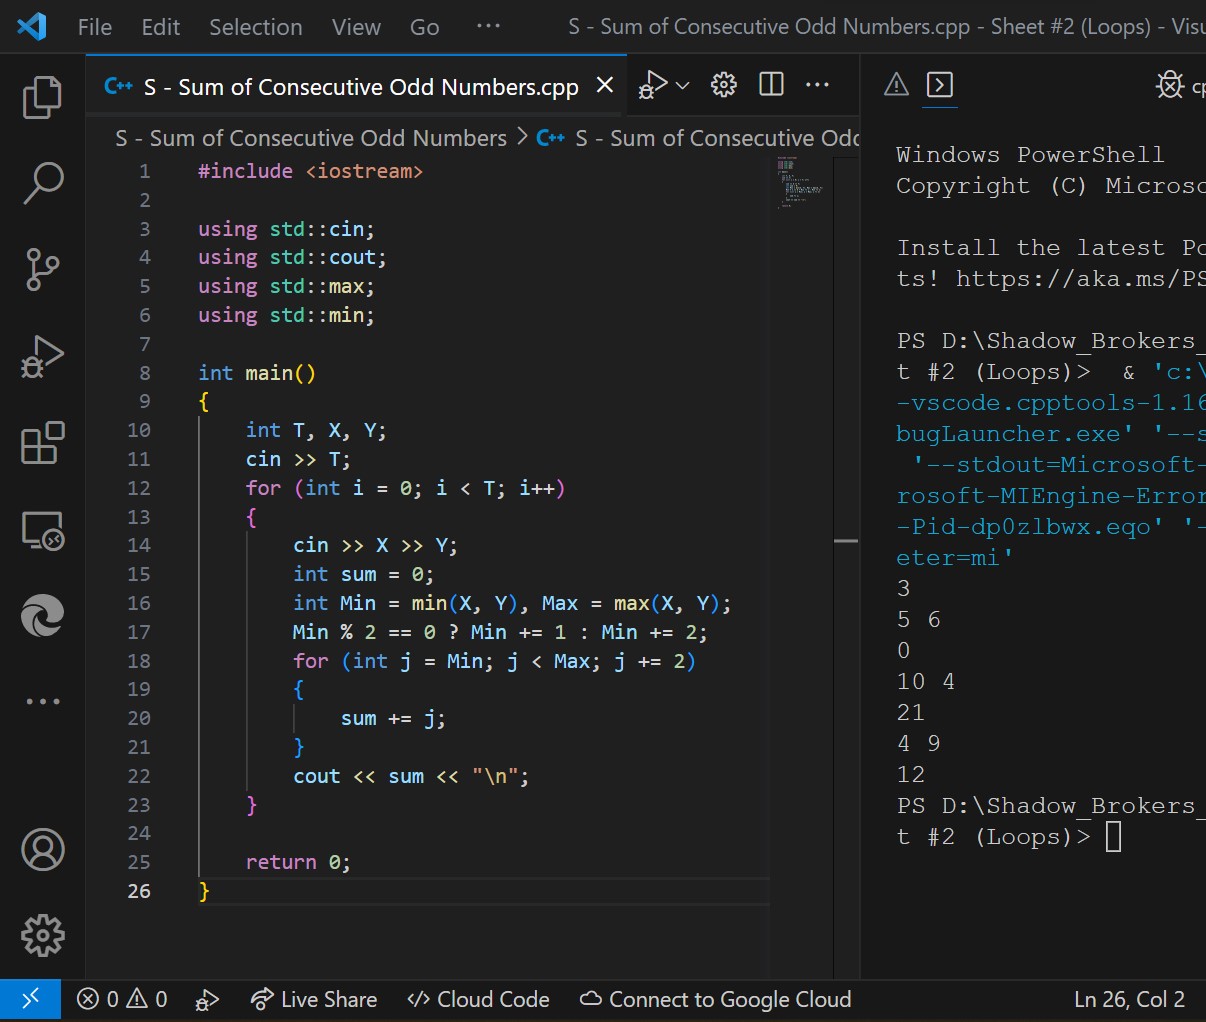 File Edit Selection View Go ··· S - Sum of Consecutive Odd Numbers.cpp - Sheet #2 (Loops) - Visu
C++ S - Sum of Consecutive Odd Numbers.cpp
S - Sum of Consecutive Odd Numbers > C++ S - Sum of Consecutive Odd
1 #include <iostream>
2
3 using std::cin;
4 using std::cout;
5 using std::max;
6 using std::min;
7
8 int main()
9 {
10 int T, X, Y;
11 cin >> T;
12 for (int i = 0; i < T; i++)
13 {
14 cin >> X >> Y;
15 int sum = 0;
16 int Min = min(X, Y), Max = max(X, Y);
17 Min % 2 == 0 ? Min += 1 : Min += 2;
18 for (int j = Min; j < Max; j += 2)
19 {
20 sum += j;
21 }
22 cout << sum << "\n";
23 }
24
25 return 0;
26 }
cp
Windows PowerShell
Copyright (C) Microso
Install the latest Po
ts! https://aka.ms/PS
PS D:\Shadow_Brokers_
t #2 (Loops)> & 'c:\
-vscode.cpptools-1.16
bugLauncher.exe' '--s
'--stdout=Microsoft-
rosoft-MIEngine-Error
-Pid-dp0zlbwx.eqo' '-
eter=mi'
3
5 6
0
10 4
21
4 9
12
PS D:\Shadow_Brokers_
t #2 (Loops)>
0 0 Live Share Cloud Code Connect to Google Cloud Ln 26, Col 2